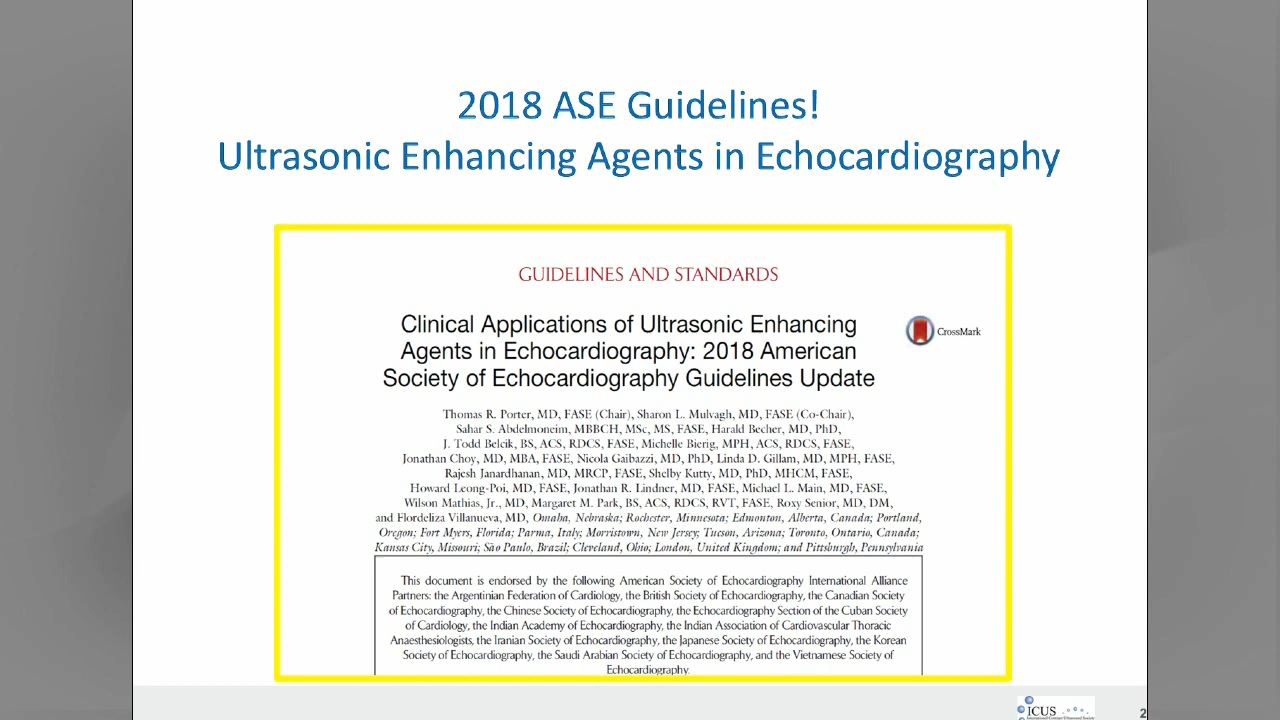 2018 ASE Guidelines!
Ultrasonic Enhancing Agents in Echocardiography
GUIDELINES AND STANDARDS
Clinical Applications of Ultrasonic Enhancing
Agents in Echocardiography: 2018 American
Society of Echocardiography Guidelines Update
CrossMark
Thomas R. Porter, MD, FASE (Chair), Sharon L. Mulvagh, MD, FASE (Co-Chair),
Sahar S. Abdelmoneim, MBBCH, MSc, MS, FASE, Harald Becher, MD, PhD,
J. Todd Belcik, BS, ACS, RDCS, FASE, Michelle Bierig, MPH, ACS, RDCS, FASE,
Jonathan Choy, MD, MBA, FASE, Nicola Gaibazzi, MD, PhD, Linda D. Gillam, MD, MPH, FASE,
Rajesh Janardhanan, MD, MRCP, FASE, Shelby Kutty, MD, PhD, MHCM, FASE,
Howard Leong-Poi, MD, FASE, Jonathan R. Lindner, MD, FASE, Michael L. Main, MD, FASE,
Wilson Mathias, Jr., MD, Margaret M. Park, BS, ACS, RDCS, RVT, FASE, Roxy Senior, MD, DM,
and Flordeliza Villanueva, MD, Omaha, Nebraska; Rochester, Minnesota; Edmonton, Alberta, Canada; Portland,
Oregon; Fort Myers, Florida; Parma, Italy; Morristown, New Jersey; Tucson, Arizona; Toronto, Ontario, Canada;
Kansas City, Missouri; São Paulo, Brazil; Cleveland, Ohio; London, United Kingdom; and Pittsburgh, Pennsylvania
This document is endorsed by the following American Society of Echocardiography International Alliance
Partners: the Argentinian Federation of Cardiology, the British Society of Echocardiography, the Canadian Society
of Echocardiography, the Chinese Society of Echocardiography, the Echocardiography Section of the Cuban Society
of Cardiology, the Indian Academy of Echocardiography, the Indian Association of Cardiovascular Thoracic
Anaesthesiologists, the Iranian Society of Echocardiography, the Japanese Society of Echocardiography, the Korean
Society of Echocardiography, the Saudi Arabian Society of Echocardiography, and the Vietnamese Society of
Echocardiography.
ICUS
International Contrast Ultrasound Society
2